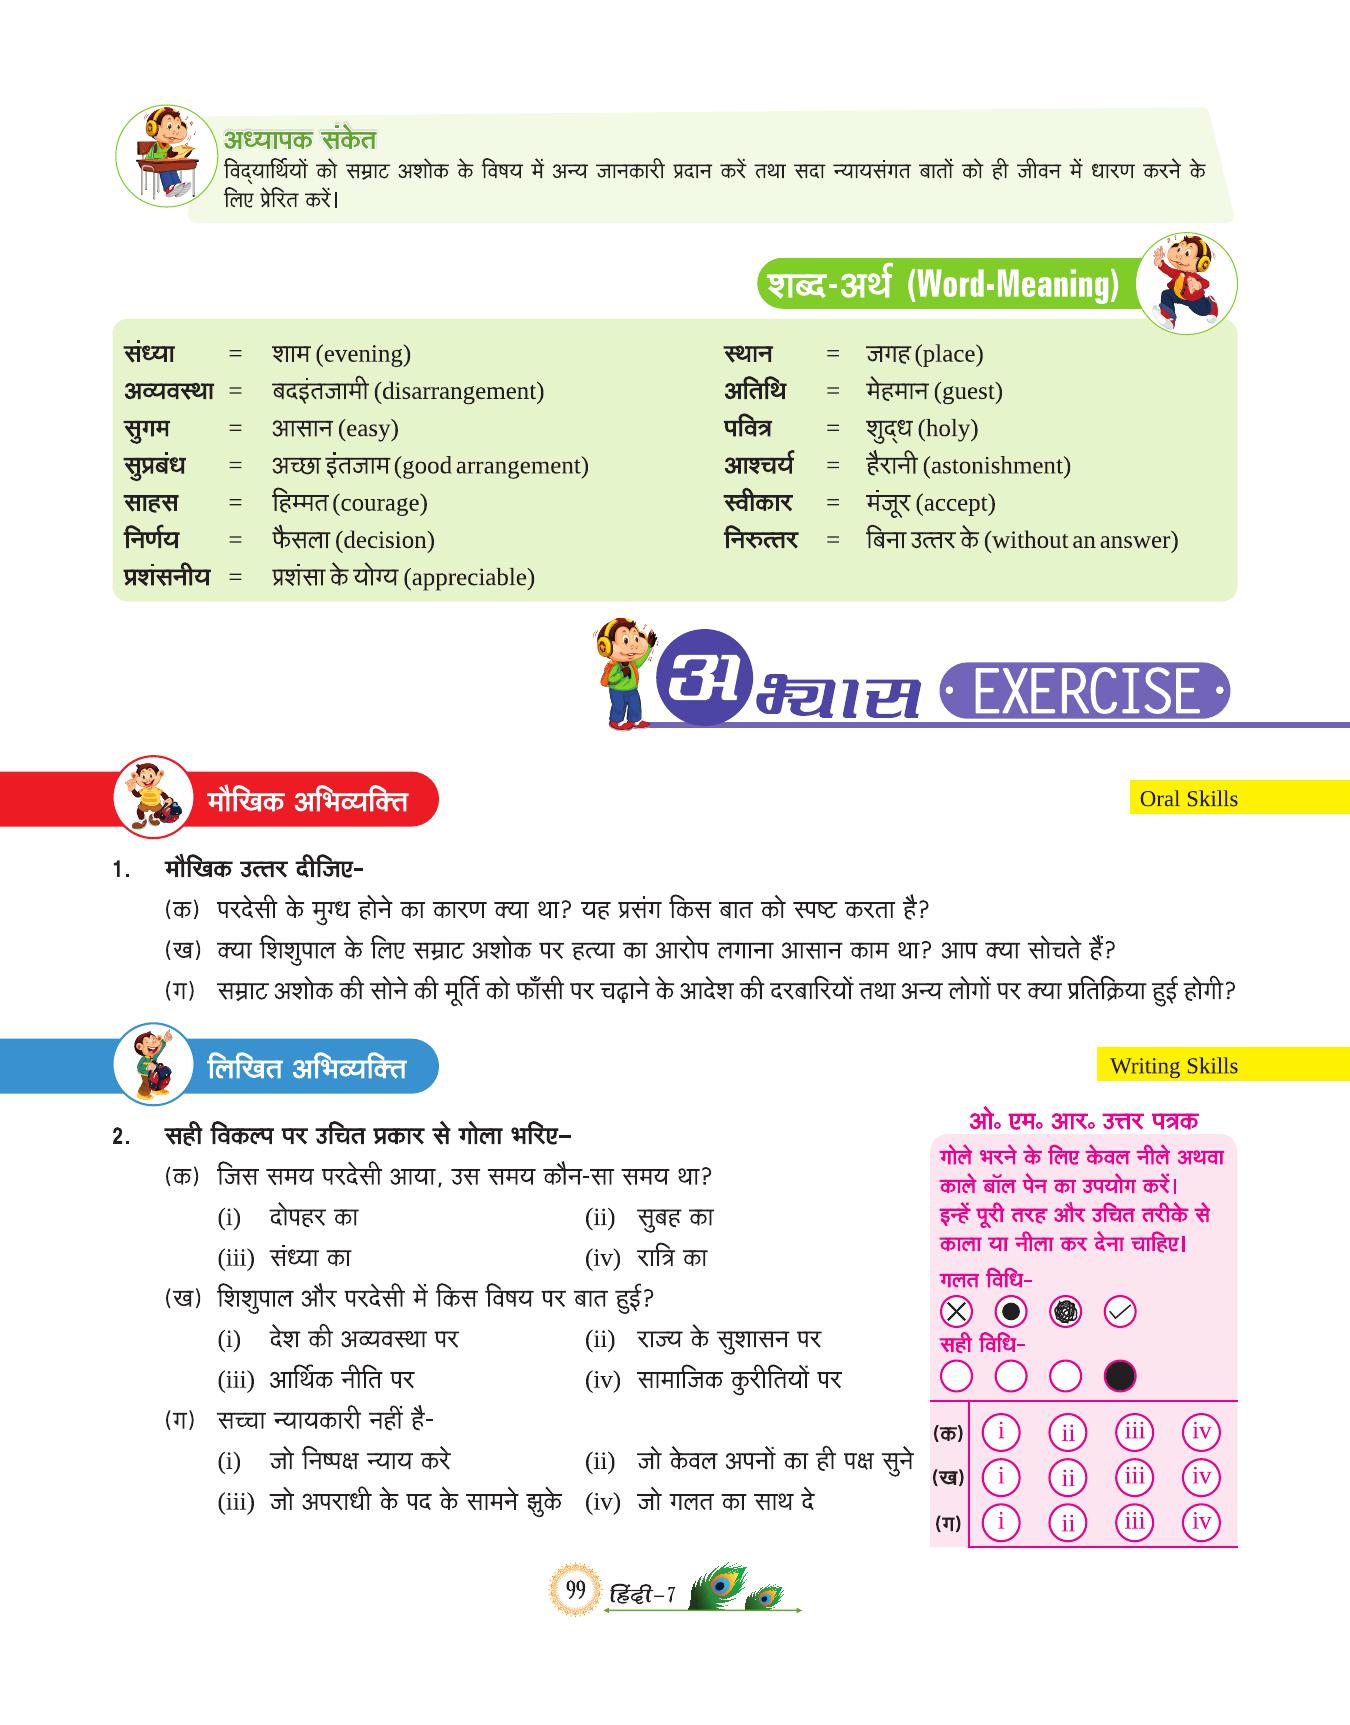 अध्यापक संकेत
विद्यार्थियों को सम्राट अशोक के विषय में अन्य जानकारी प्रदान करें तथा सदा न्यायसंगत बातों को ही जीवन में धारण करने के
लिए प्रेरित करें।
शब्द-अर्थ (Word-Meaning)
संध्या = शाम (evening)
अव्यवस्था = बदइंतजामी (disarrangement)
सुगम = आसान (easy)
सुप्रबंध = अच्छा इंतजाम (good arrangement)
साहस = हिम्मत (courage)
निर्णय = फैसला (decision)
प्रशंसनीय = प्रशंसा के योग्य (appreciable)
स्थान = जगह (place)
अतिथि = मेहमान (guest)
पवित्र = शुद्ध (holy)
आश्चर्य = हैरानी (astonishment)
स्वीकार = मंजूर (accept)
निरुत्तर = बिना उत्तर के (without an answer)
अभ्यास EXERCISE
मौखिक अभिव्यक्ति
Oral Skills
1. मौखिक उत्तर दीजिए–
(क) परदेसी के मुग्ध होने का कारण क्या था? यह प्रसंग किस बात को स्पष्ट करता है?
(ख) क्या शिशुपाल के लिए सम्राट अशोक पर हत्या का आरोप लगाना आसान काम था? आप क्या सोचते हैं?
(ग) सम्राट अशोक की सोने की मूर्ति को फाँसी पर चढ़ाने के आदेश की दरबारियों तथा अन्य लोगों पर क्या प्रतिक्रिया हुई होगी?
लिखित अभिव्यक्ति
Writing Skills
2. सही विकल्प पर उचित प्रकार से गोला भरिए–
(क) जिस समय परदेसी आया, उस समय कौन-सा समय था?
(i) दोपहर का (ii) सुबह का
(iii) संध्या का (iv) रात्रि का
(ख) शिशुपाल और परदेसी में किस विषय पर बात हुई?
(i) देश की अव्यवस्था पर (ii) राज्य के सुशासन पर
(iii) आर्थिक नीति पर (iv) सामाजिक कुरीतियों पर
(ग) सच्चा न्यायकारी नहीं है-
(i) जो निष्पक्ष न्याय करे (ii) जो केवल अपनों का ही पक्ष सुने
(iii) जो अपराधी के पद के सामने झुके (iv) जो गलत का साथ दे
ओ॰ एम॰ आर॰ उत्तर पत्रक
गोले भरने के लिए केवल नीले अथवा
काले बॉल पेन का उपयोग करें।
इन्हें पूरी तरह और उचित तरीके से
काला या नीला कर देना चाहिए।
गलत विधि–
सही विधि–
(क) i ii iii iv
(ख) i ii iii iv
(ग) i ii iii iv
99 हिंदी–7